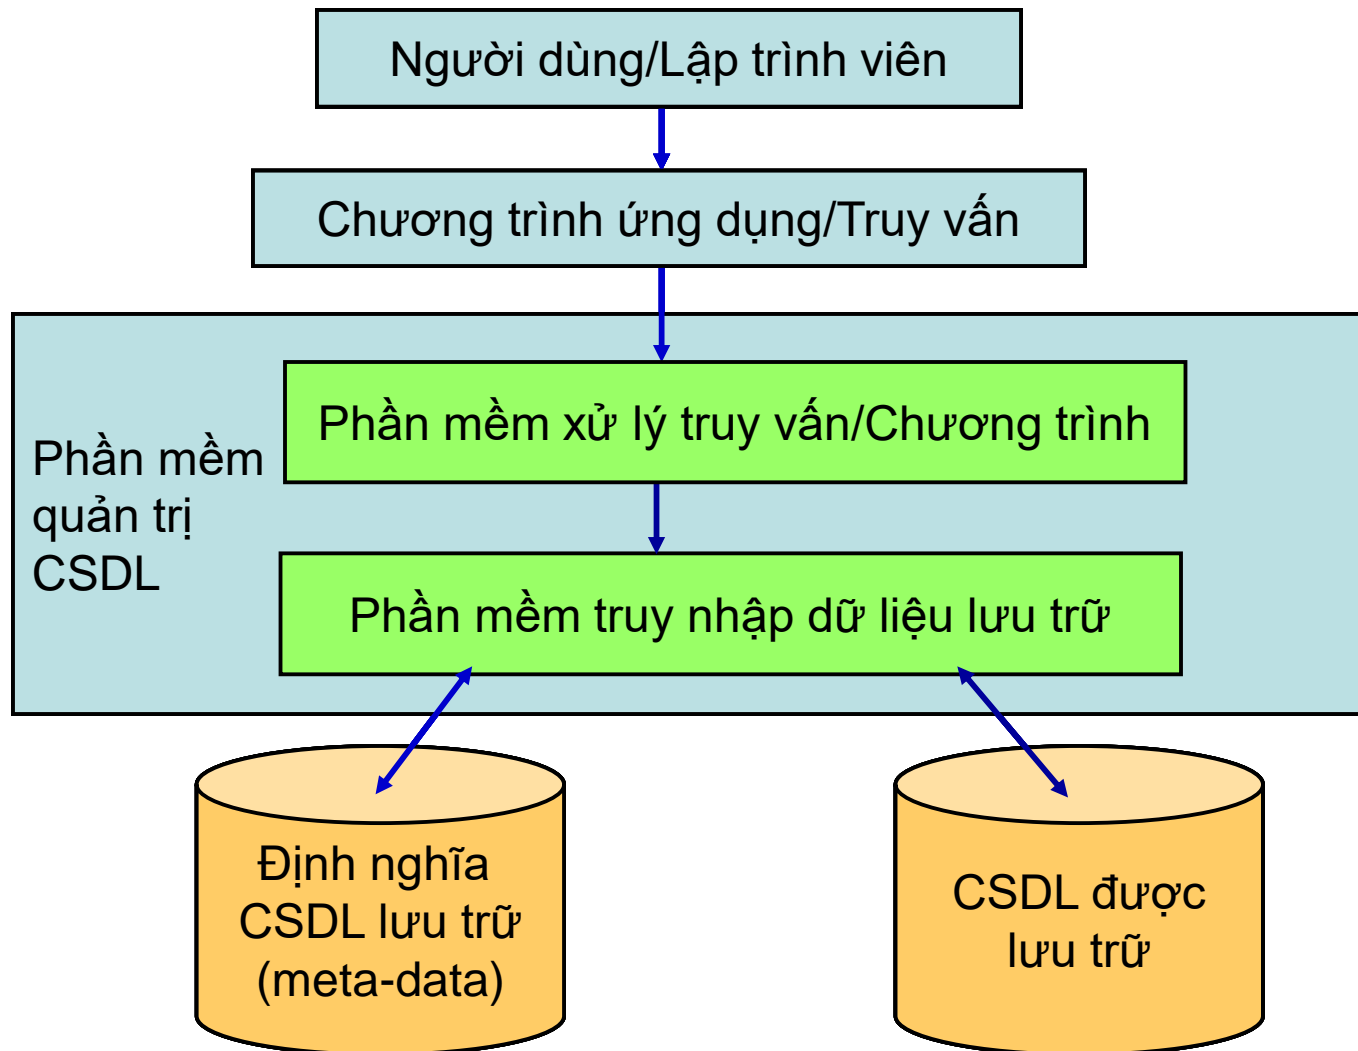 Người dùng/Lập trình viên
Chương trình ứng dụng/Truy vấn
Phần mềm xử lý truy vấn/Chương trình
Phần mềm
quản trị
CSDL
Phần mềm truy nhập dữ liệu lưu trữ
Định nghĩa
CSDL lưu trữ
(meta-data)
CSDL được
lưu trữ